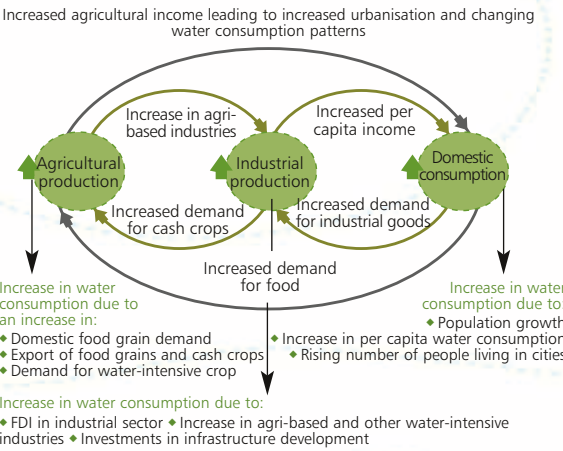 Increased agricultural income leading to increased urbanisation and changing
water consumption patterns
Increase in agri-
based industries
Increased per
capita income
Agricultural
production
Industrial
production
Domestic
consumption
Increased demand
for cash crops
Increased demand
for industrial goods
Increased demand
for food
Increase in water
consumption due to
an increase in:
◆ Domestic food grain demand
◆ Export of food grains and cash crops
◆ Demand for water-intensive crop
Increase in water
consumption due to:
◆ Population growth
◆ Increase in per capita water consumption
◆ Rising number of people living in cities
Increase in water consumption due to:
◆ FDI in industrial sector ◆ Increase in agri-based and other water-intensive
industries ◆ Investments in infrastructure development